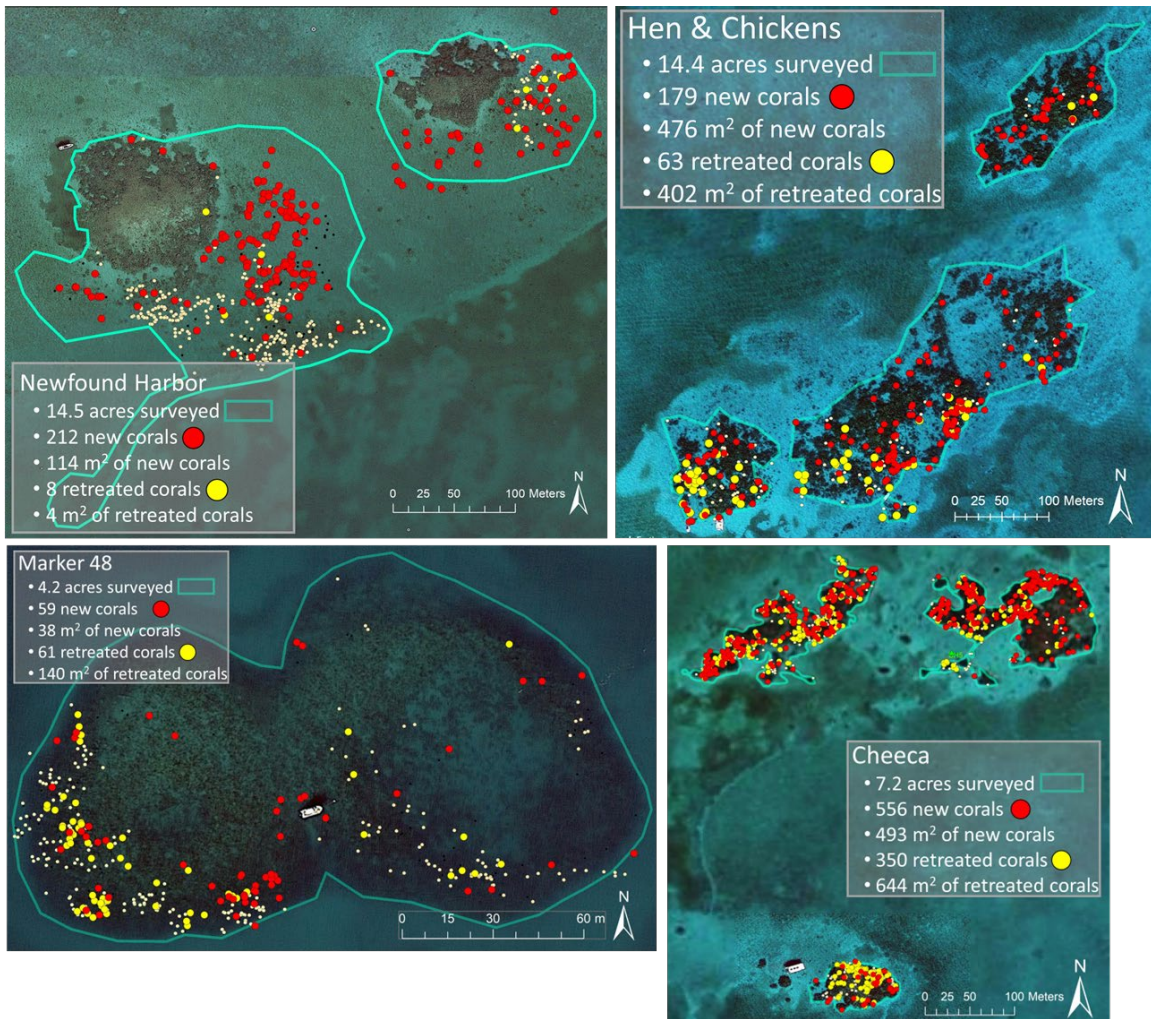 Newfound Harbor
• 14.5 acres surveyed
• 212 new corals
• 114 m² of new corals
• 8 retreated corals
• 4 m² of retreated corals
N
0 25 50 100 Meters
Hen & Chickens
• 14.4 acres surveyed
• 179 new corals
• 476 m² of new corals
• 63 retreated corals
• 402 m² of retreated corals
N
0 25 50 100 Meters
Marker 48
• 4.2 acres surveyed
• 59 new corals
• 38 m² of new corals
• 61 retreated corals
• 140 m² of retreated corals
N
0 15 30 60 m
Cheeca
• 7.2 acres surveyed
• 556 new corals
• 493 m² of new corals
• 350 retreated corals
• 644 m² of retreated corals
N
0 25 50 100 Meters